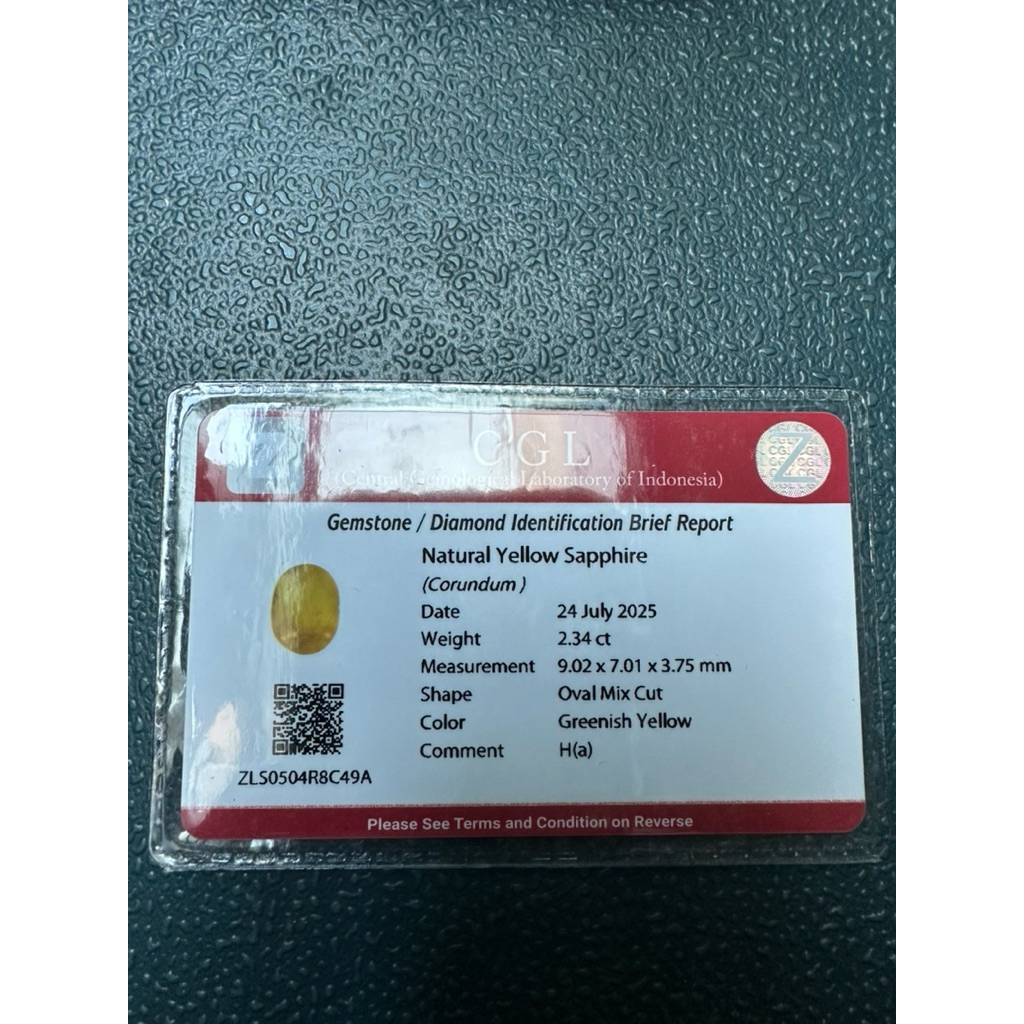 CGL
(Central Gemological Laboratory of Indonesia)
Gemstone / Diamond Identification Brief Report
Natural Yellow Sapphire
(Corundum )
Date 24 July 2025
Weight 2.34 ct
Measurement 9.02 x 7.01 x 3.75 mm
Shape Oval Mix Cut
Color Greenish Yellow
Comment H(a)
ZLS0504R8C49A
Please See Terms and Condition on Reverse